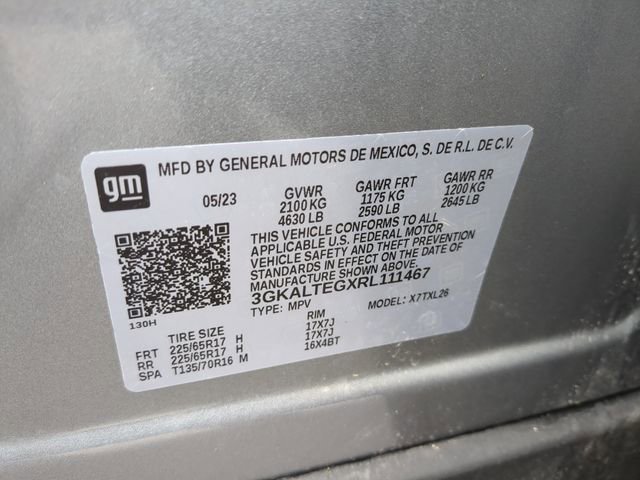 gm
MFD BY GENERAL MOTORS DE MEXICO, S. DE R.L. DE C.V.
05/23 GVWR GAWR FRT GAWR RR
2100 KG 1175 KG 1200 KG
4630 LB 2590 LB 2645 LB
THIS VEHICLE CONFORMS TO ALL
APPLICABLE U.S. FEDERAL MOTOR
VEHICLE SAFETY AND THEFT PREVENTION
STANDARDS IN EFFECT ON THE DATE OF
MANUFACTURE SHOWN ABOVE.
3GKALTEGXRL111467
TYPE: MPV MODEL: X7TXL26
130H
TIRE SIZE RIM
FRT 225/65R17 H 17X7J
RR 225/65R17 H 17X7J
SPA T135/70R16 M 16X4BT